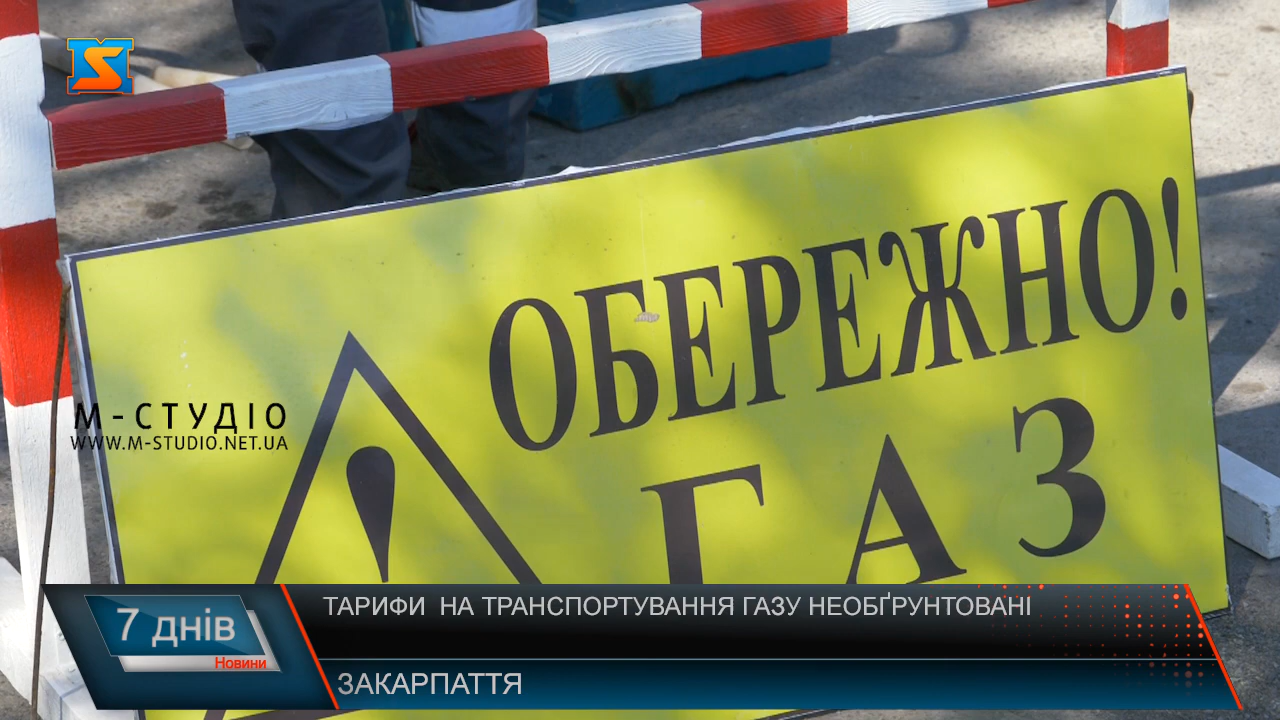 ОБЕРЕЖНО!
ГАЗ
М-СТУДІО
WWW.M-STUDIO.NET.UA
7 днів
Новини
ТАРИФИ НА ТРАНСПОРТУВАННЯ ГАЗУ НЕОБҐРУНТОВАНІ
ЗАКАРПАТТЯ